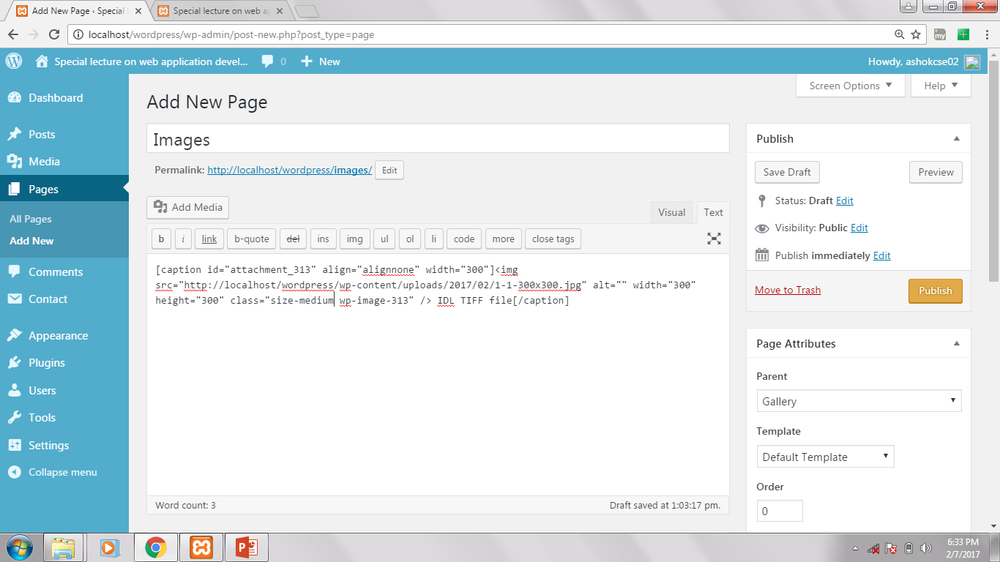 Add New Page ‹ Special
Special lecture on web a
localhost/wordpress/wp-admin/post-new.php?post_type=page
my
Special lecture on web application devel...
0
New
Howdy, ashokcse02
Dashboard
Posts
Media
Pages
All Pages
Add New
Comments
Contact
Appearance
Plugins
Users
Tools
Settings
Collapse menu
Screen Options
Help
Add New Page
Images
Permalink: http://localhost/wordpress/images/ Edit
Add Media
Visual
Text
b
i
link
b-quote
del
ins
img
ul
ol
li
code
more
close tags
[caption id="attachment_313" align="alignnone" width="300"]<img
src="http://localhost/wordpress/wp-content/uploads/2017/02/1-1-300x300.jpg" alt="" width="300"
height="300" class="size-medium wp-image-313" /> IDL TIFF file[/caption]
Word count: 3
Draft saved at 1:03:17 pm.
Publish
Save Draft
Preview
Status: Draft Edit
Visibility: Public Edit
Publish immediately Edit
Move to Trash
Publish
Page Attributes
Parent
Gallery
Template
Default Template
Order
0
6:33 PM
2/7/2017